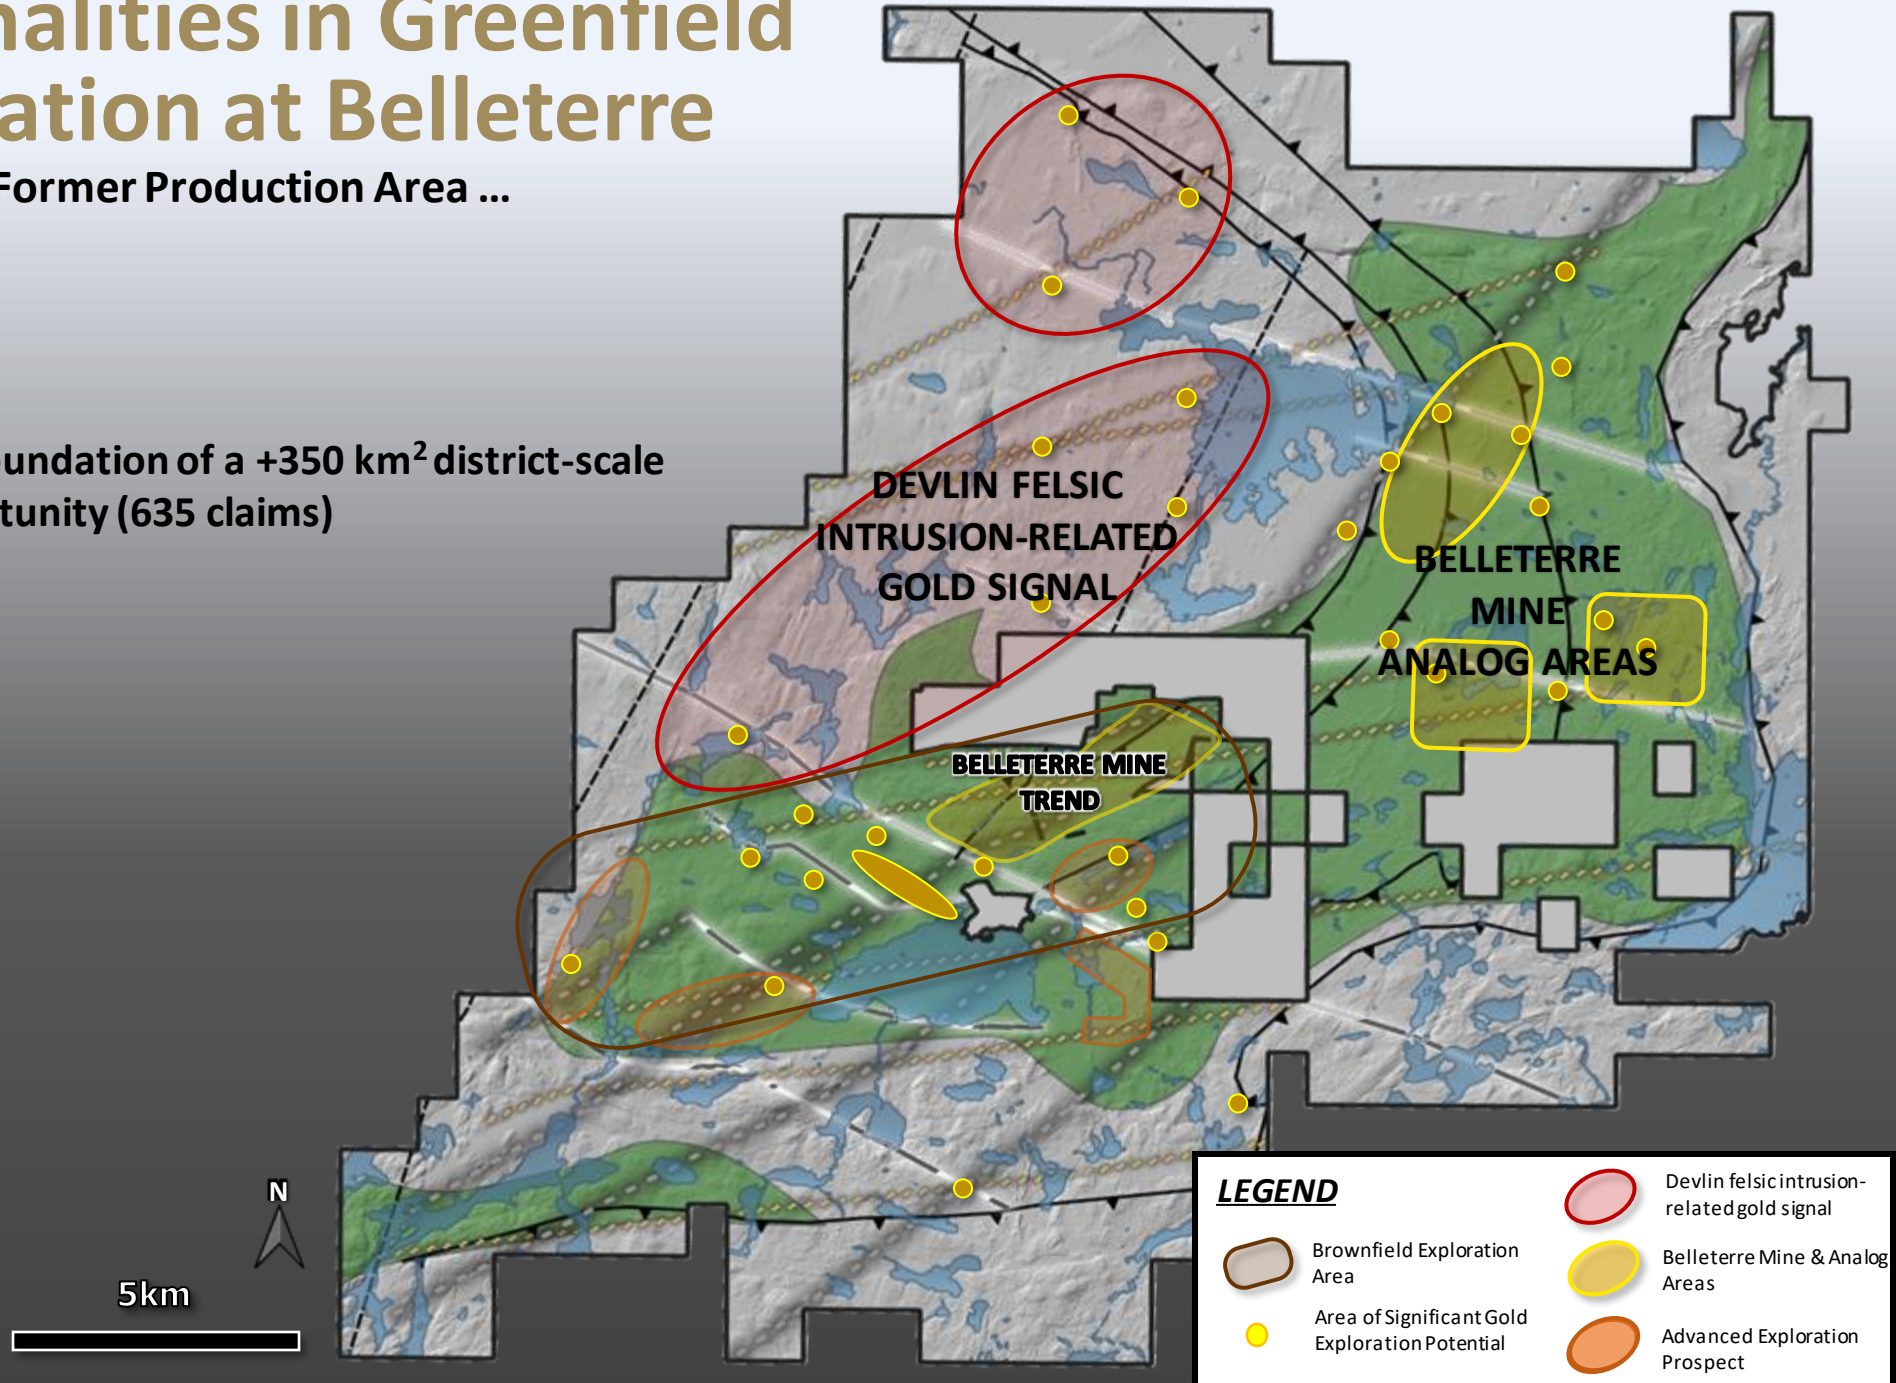 nalities in Greenfield
ation at Belleterre
Former Production Area ...
oundation of a +350 km² district-scale
tunity (635 claims)
DEVLIN FELSIC
INTRUSION-RELATED
GOLD SIGNAL
BELLETERRE
MINE
ANALOG AREAS
BELLETERRE MINE
TREND
N
5km
LEGEND
Brownfield Exploration
Area
Area of Significant Gold
Exploration Potential
Devlin felsic intrusion-
related gold signal
Belleterre Mine & Analog
Areas
Advanced Exploration
Prospect